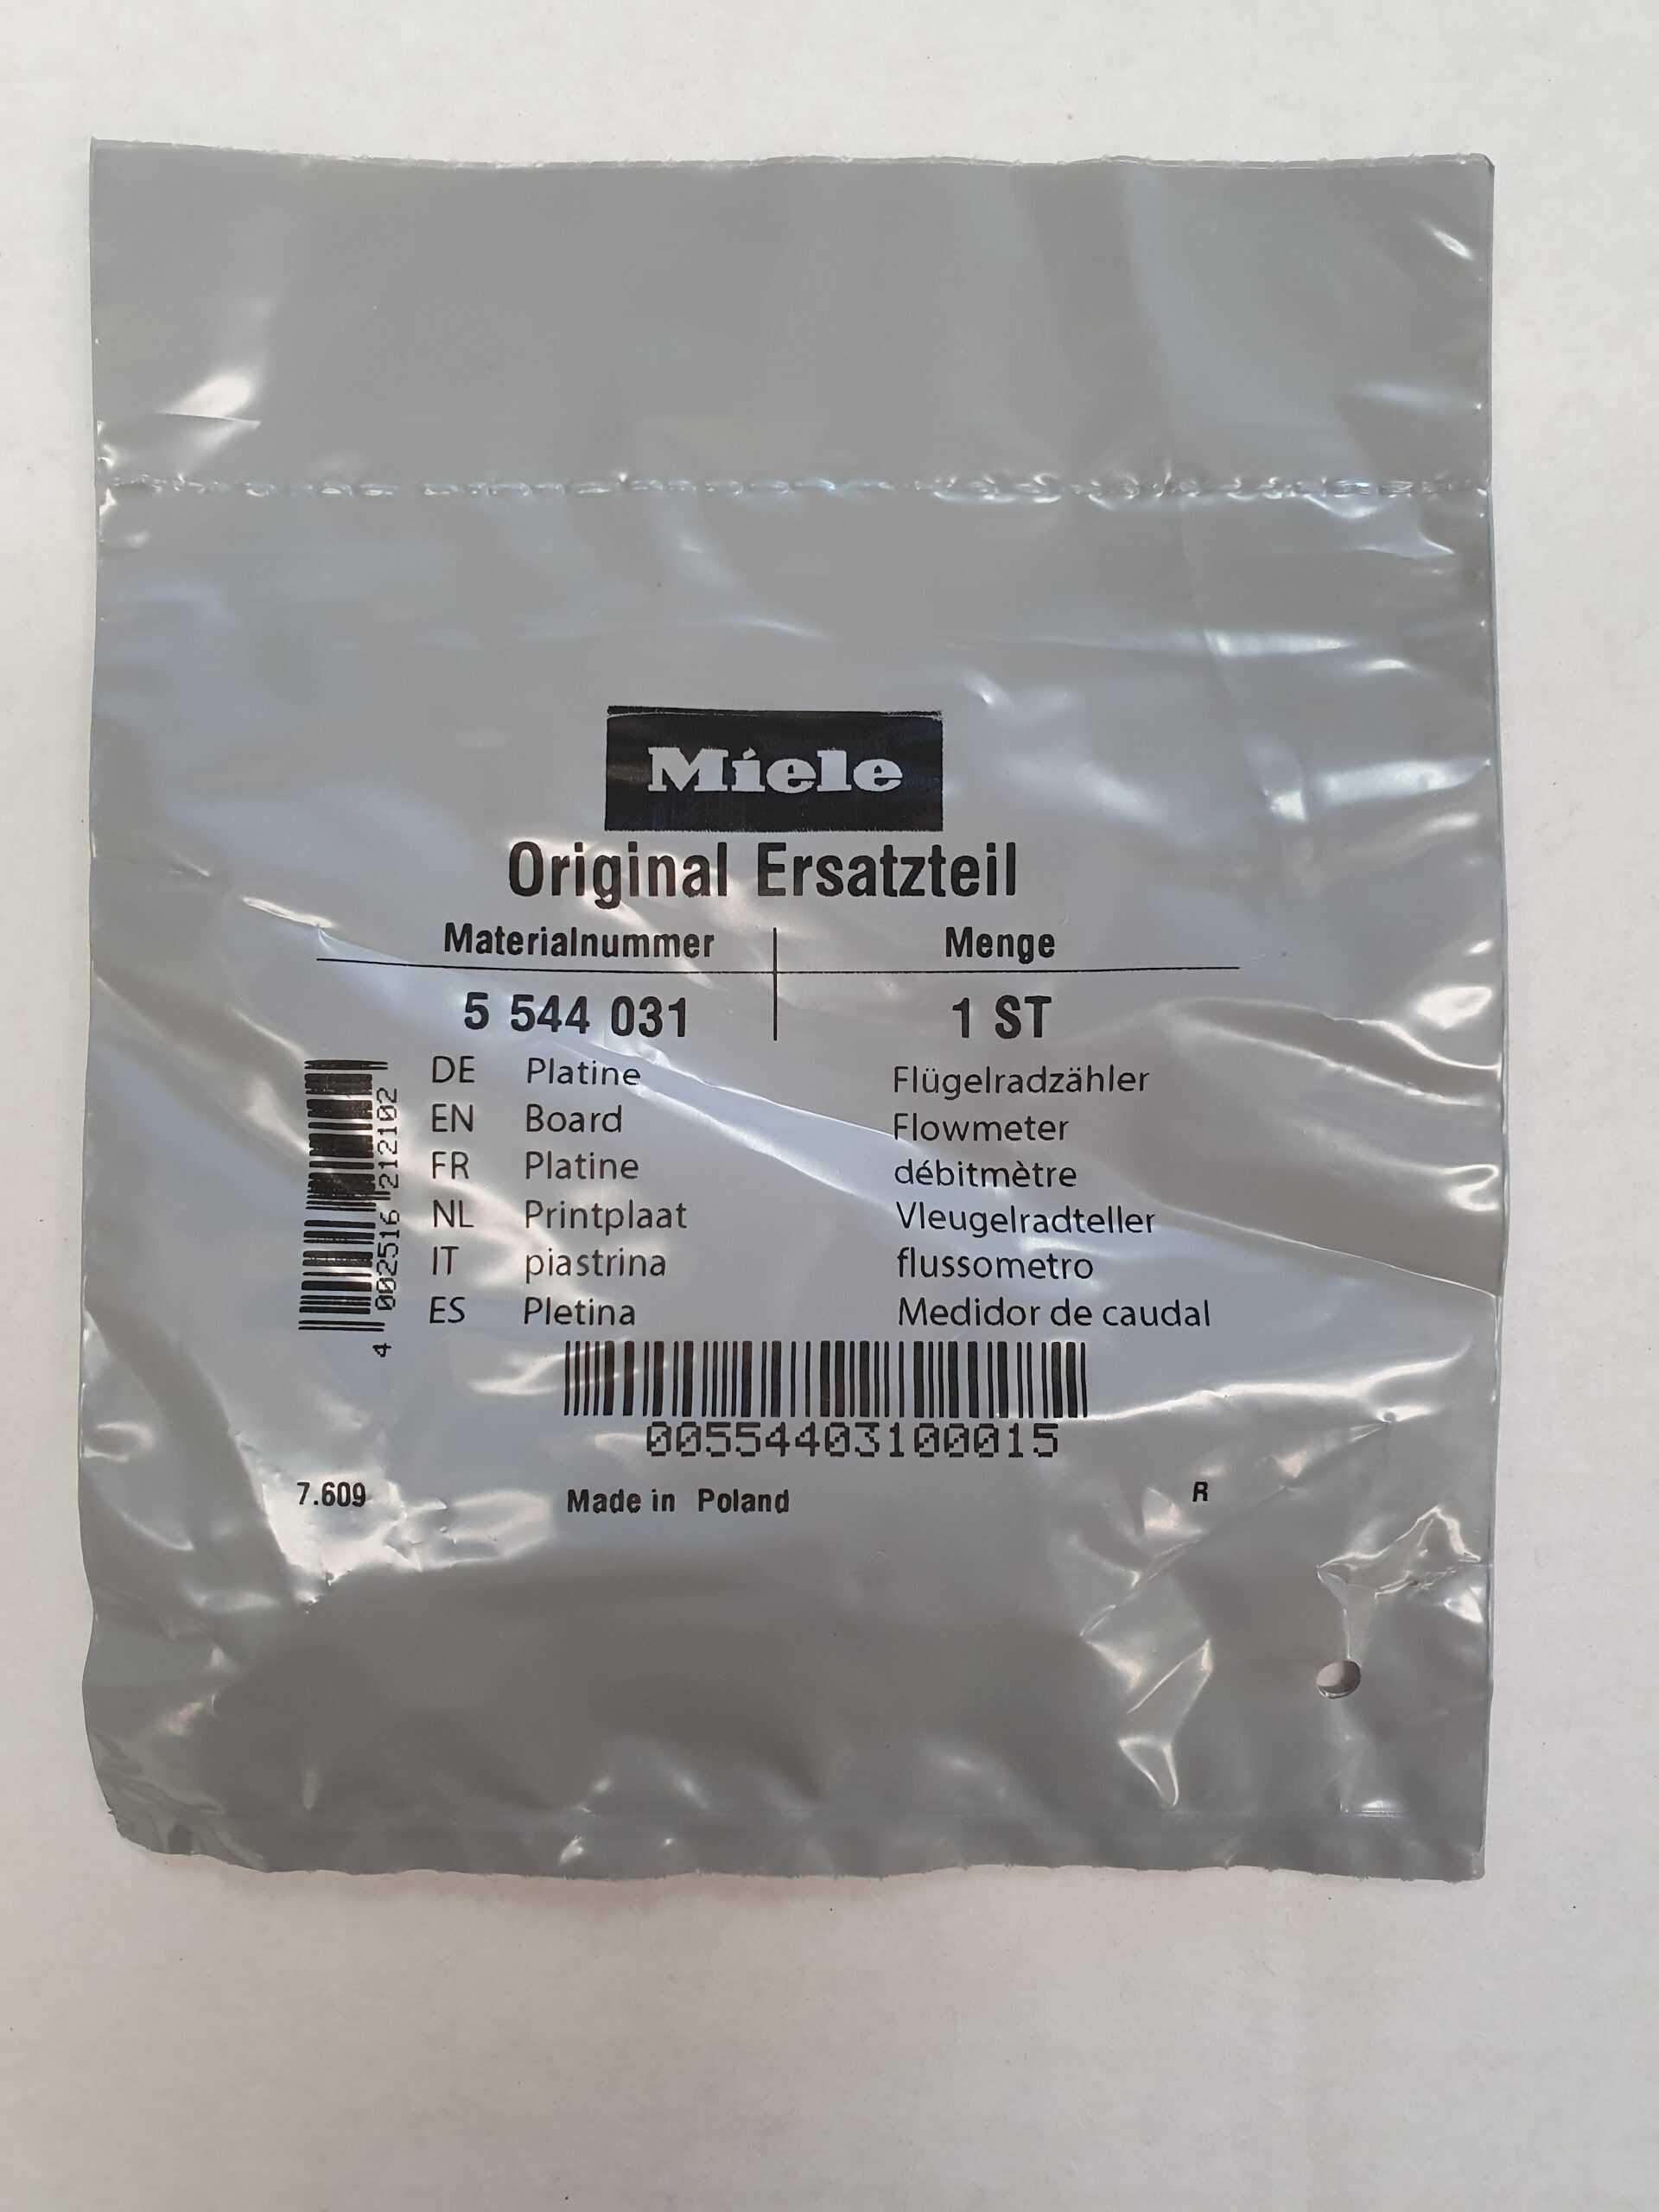 Miele
Original Ersatzteil
Materialnummer Menge
5 544 031 1 ST
DE Platine Flügelradzähler
EN Board Flowmeter
FR Platine débitmètre
NL Printplaat Vleugelradteller
IT piastrina flussometro
ES Pletina Medidor de caudal
4 002516 212102
00554403100015
7.609 Made in Poland R